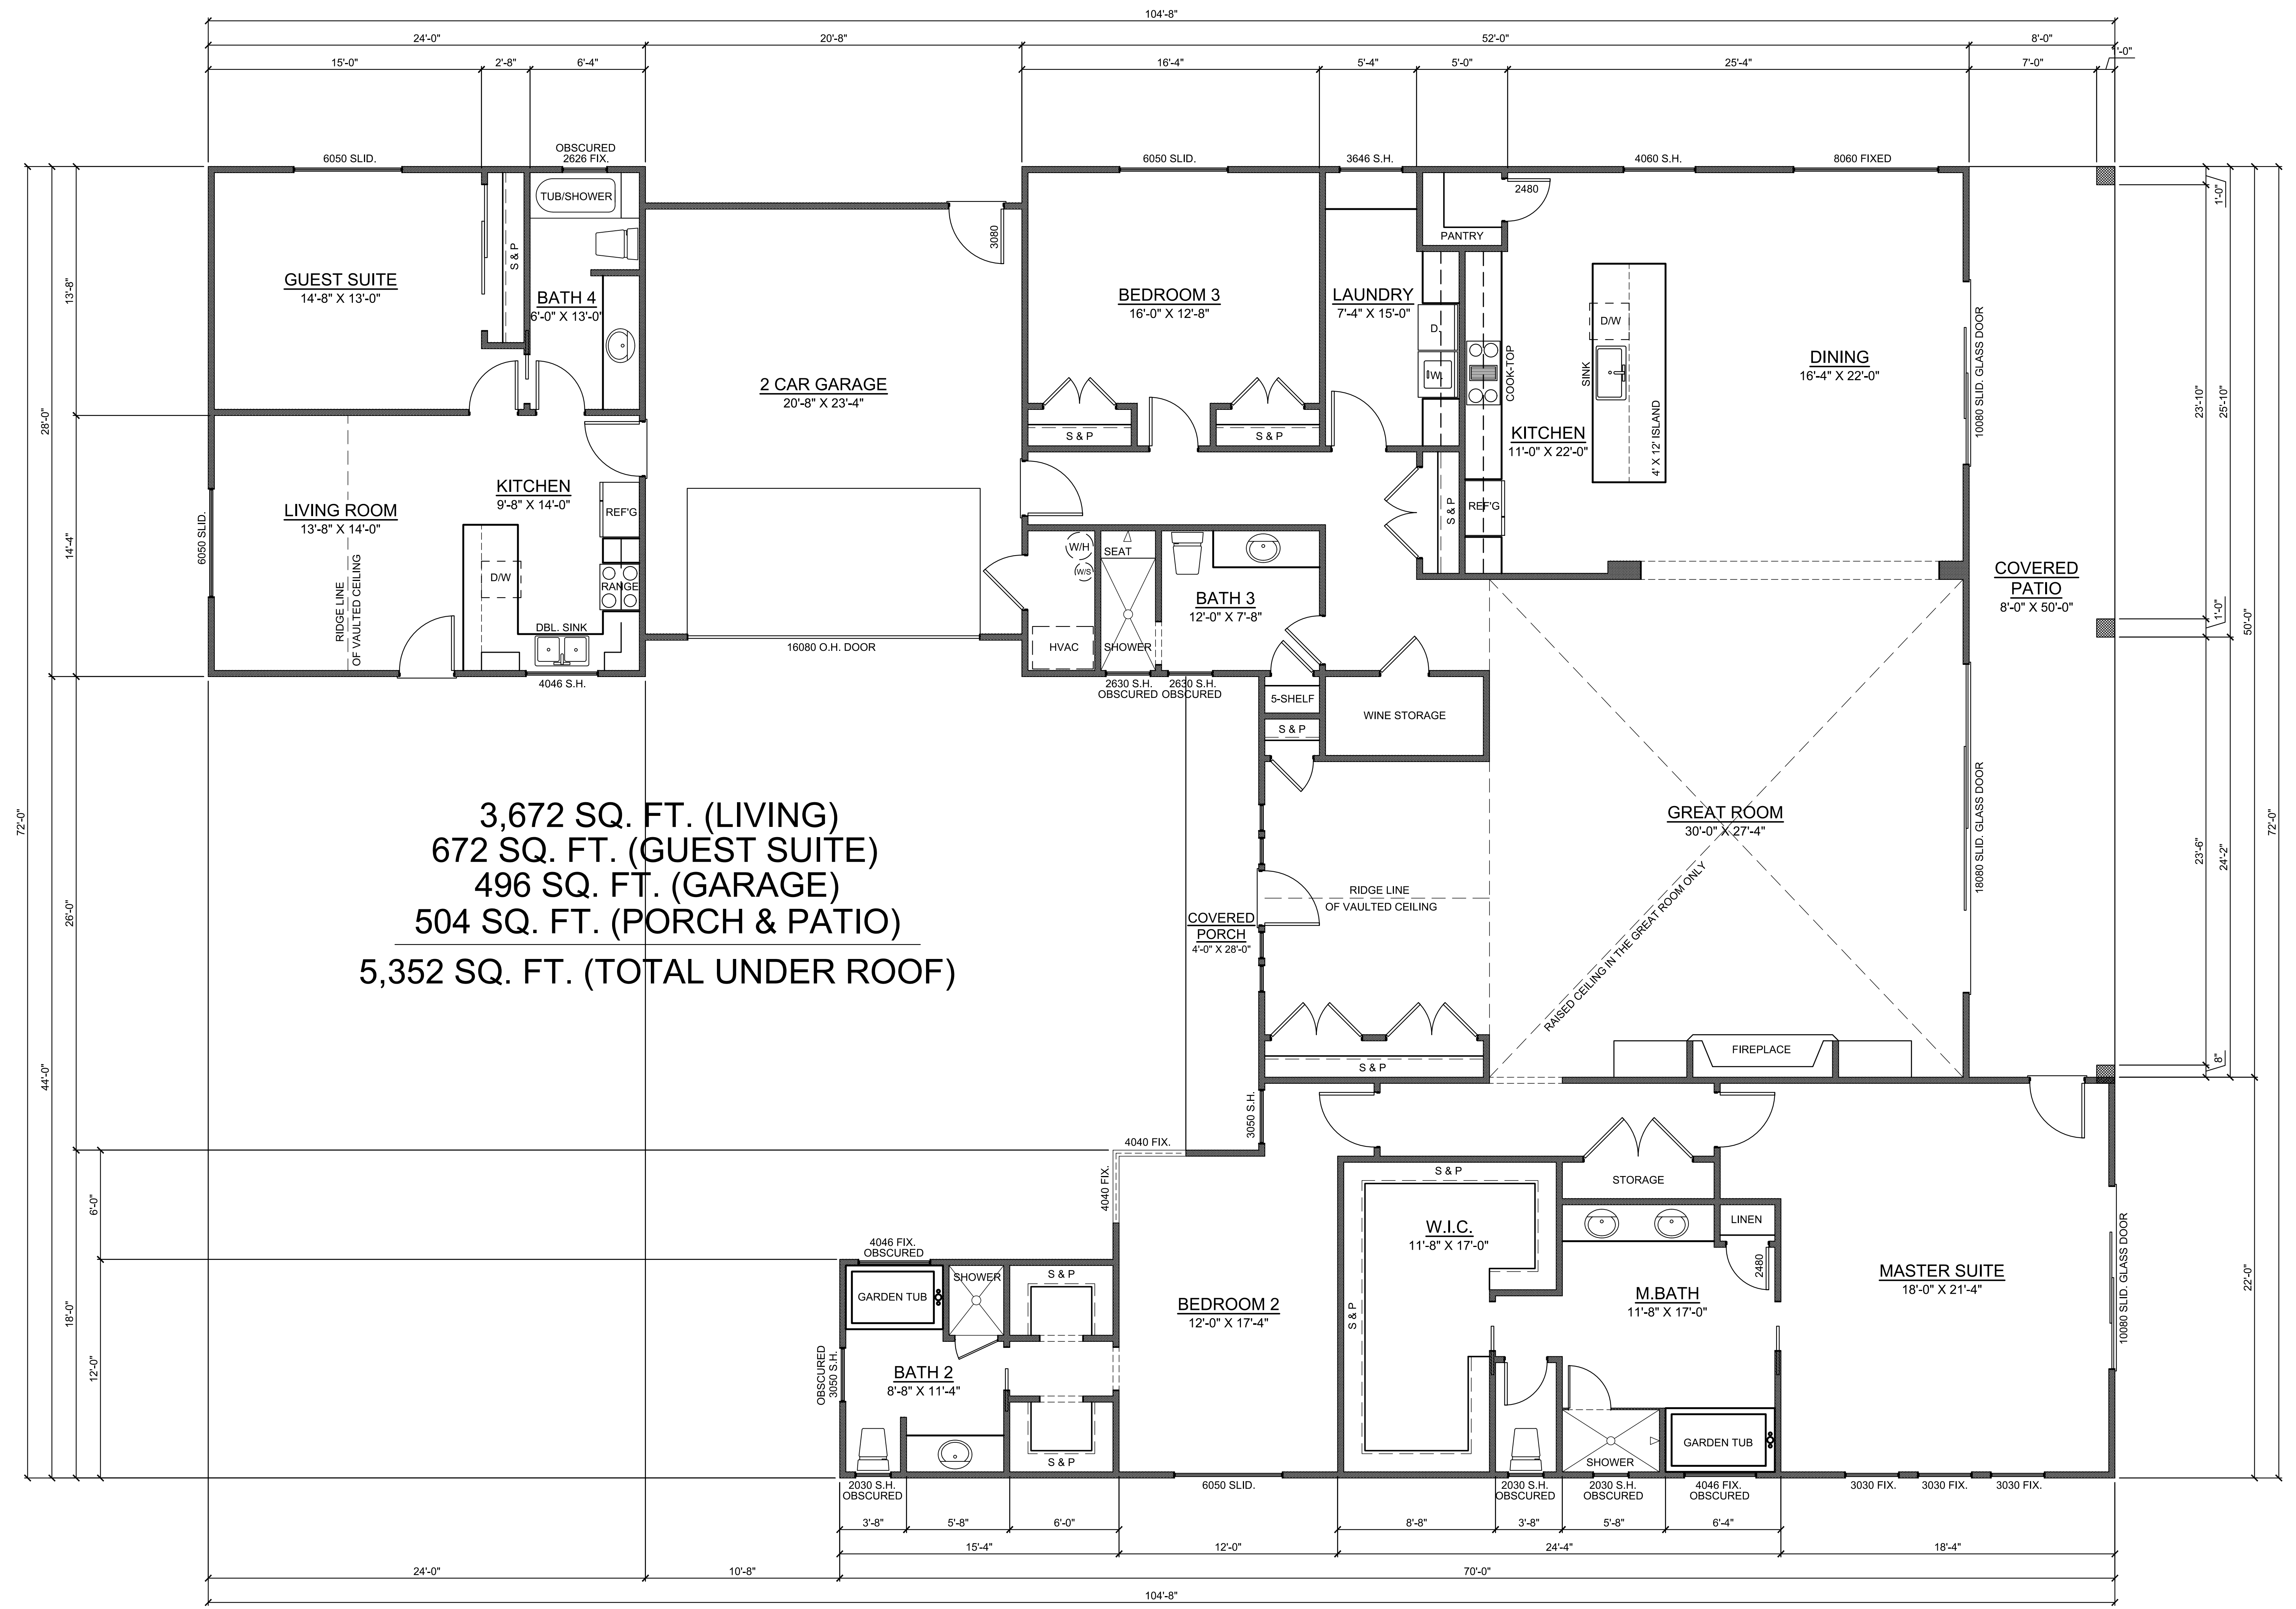 104'-8"
24'-0"
20'-8"
52'-0"
8'-0"
15'-0"
2'-8"
6'-4"
16'-4"
5'-4"
5'-0"
25'-4"
7'-0"
6050 SLID.
OBSCURED
2626 FIX.
6050 SLID.
3646 S.H.
4060 S.H.
8060 FIXED
TUB/SHOWER
S & P
GUEST SUITE
14'-8" X 13'-0"
BATH 4
6'-0" X 13'-0"
3080
2 CAR GARAGE
20'-8" X 23'-4"
16080 O.H. DOOR
BEDROOM 3
16'-0" X 12'-8"
S & P
S & P
LAUNDRY
7'-4" X 15'-0"
D.
W.
PANTRY
2480
COOK-TOP
SINK
D/W
4' X 12' ISLAND
KITCHEN
11'-0" X 22'-0"
REF'G
S & P
DINING
16'-4" X 22'-0"
10080 SLID. GLASS DOOR
COVERED
PATIO
8'-0" X 50'-0"
LIVING ROOM
13'-8" X 14'-0"
6050 SLID.
RIDGE LINE
OF VAULTED CEILING
KITCHEN
9'-8" X 14'-0"
REF'G
D/W
RANGE
DBL. SINK
4046 S.H.
W/H
W/S
HVAC
SEAT
SHOWER
BATH 3
12'-0" X 7'-8"
2630 S.H.
OBSCURED
2630 S.H.
OBSCURED
5-SHELF
S & P
WINE STORAGE
GREAT ROOM
30'-0" X 27'-4"
RAISED CEILING IN THE GREAT ROOM ONLY
18080 SLID. GLASS DOOR
RIDGE LINE
OF VAULTED CEILING
COVERED
PORCH
4'-0" X 28'-0"
S & P
FIREPLACE
3,672 SQ. FT. (LIVING)
672 SQ. FT. (GUEST SUITE)
496 SQ. FT. (GARAGE)
504 SQ. FT. (PORCH & PATIO)
5,352 SQ. FT. (TOTAL UNDER ROOF)
3050 S.H.
4040 FIX.
4040 FIX.
4046 FIX.
OBSCURED
GARDEN TUB
SHOWER
S & P
BATH 2
8'-8" X 11'-4"
OBSCURED
3050 S.H.
S & P
BEDROOM 2
12'-0" X 17'-4"
S & P
S & P
W.I.C.
11'-8" X 17'-0"
STORAGE
LINEN
2480
M.BATH
11'-8" X 17'-0"
SHOWER
GARDEN TUB
MASTER SUITE
18'-0" X 21'-4"
10080 SLID. GLASS DOOR
2030 S.H.
OBSCURED
6050 SLID.
2030 S.H.
OBSCURED
2030 S.H.
OBSCURED
4046 FIX.
OBSCURED
3030 FIX.
3030 FIX.
3030 FIX.
72'-0"
28'-0"
44'-0"
13'-8"
14'-4"
26'-0"
18'-0"
6'-0"
12'-0"
1'-0"
23'-10"
1'-0"
23'-6"
8"
25'-10"
24'-2"
50'-0"
22'-0"
72'-0"
3'-8"
5'-8"
6'-0"
8'-8"
3'-8"
5'-8"
6'-4"
15'-4"
12'-0"
24'-4"
18'-4"
24'-0"
10'-8"
70'-0"
104'-8"